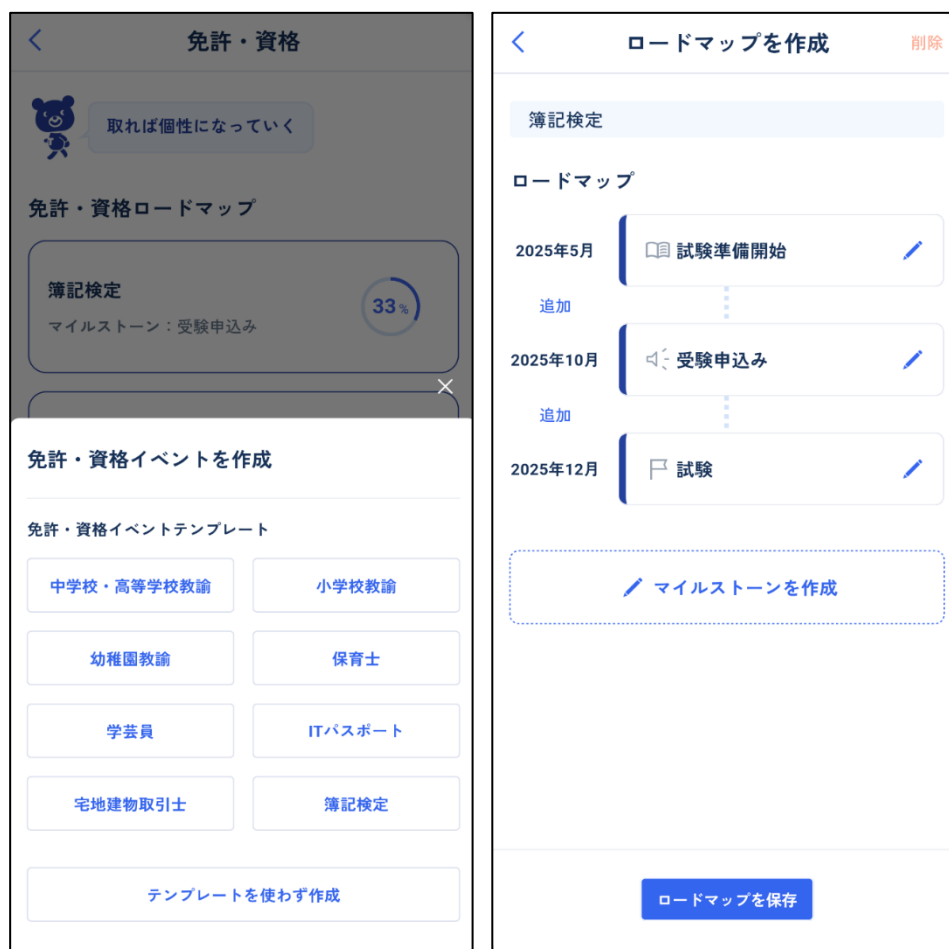 免許・資格
取れば個性になっていく
免許・資格ロードマップ
簿記検定
マイルストーン：受験申込み
33%
免許・資格イベントを作成
免許・資格イベントテンプレート
中学校・高等学校教諭
小学校教諭
幼稚園教諭
保育士
学芸員
ITパスポート
宅地建物取引士
簿記検定
テンプレートを使わず作成
ロードマップを作成
削除
簿記検定
ロードマップ
2025年5月
試験準備開始
追加
2025年10月
受験申込み
追加
2025年12月
試験
マイルストーンを作成
ロードマップを保存